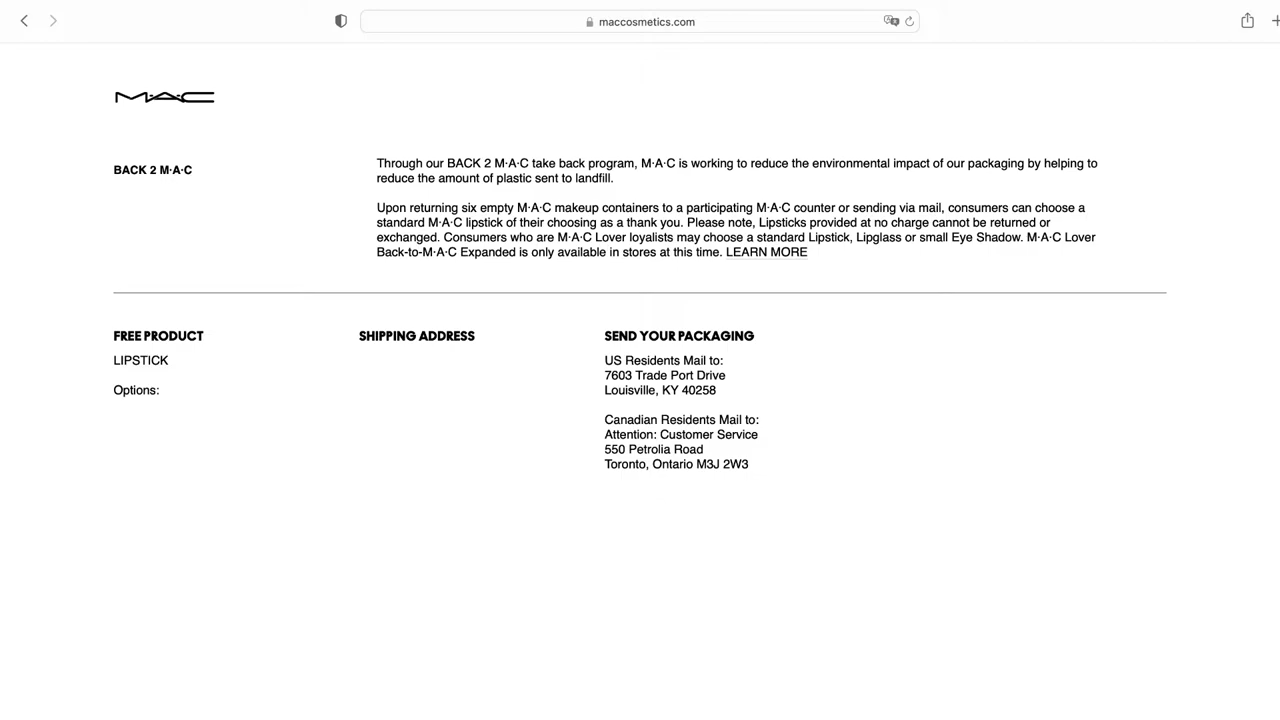 maccosmetics.com
M·A·C
BACK 2 M·A·C
Through our BACK 2 M·A·C take back program, M·A·C is working to reduce the environmental impact of our packaging by helping to
reduce the amount of plastic sent to landfill.
Upon returning six empty M·A·C makeup containers to a participating M·A·C counter or sending via mail, consumers can choose a
standard M·A·C lipstick of their choosing as a thank you. Please note, Lipsticks provided at no charge cannot be returned or
exchanged. Consumers who are M·A·C Lover loyalists may choose a standard Lipstick, Lipglass or small Eye Shadow. M·A·C Lover
Back-to-M·A·C Expanded is only available in stores at this time. LEARN MORE
FREE PRODUCT
LIPSTICK
Options:
SHIPPING ADDRESS
SEND YOUR PACKAGING
US Residents Mail to:
7603 Trade Port Drive
Louisville, KY 40258
Canadian Residents Mail to:
Attention: Customer Service
550 Petrolia Road
Toronto, Ontario M3J 2W3